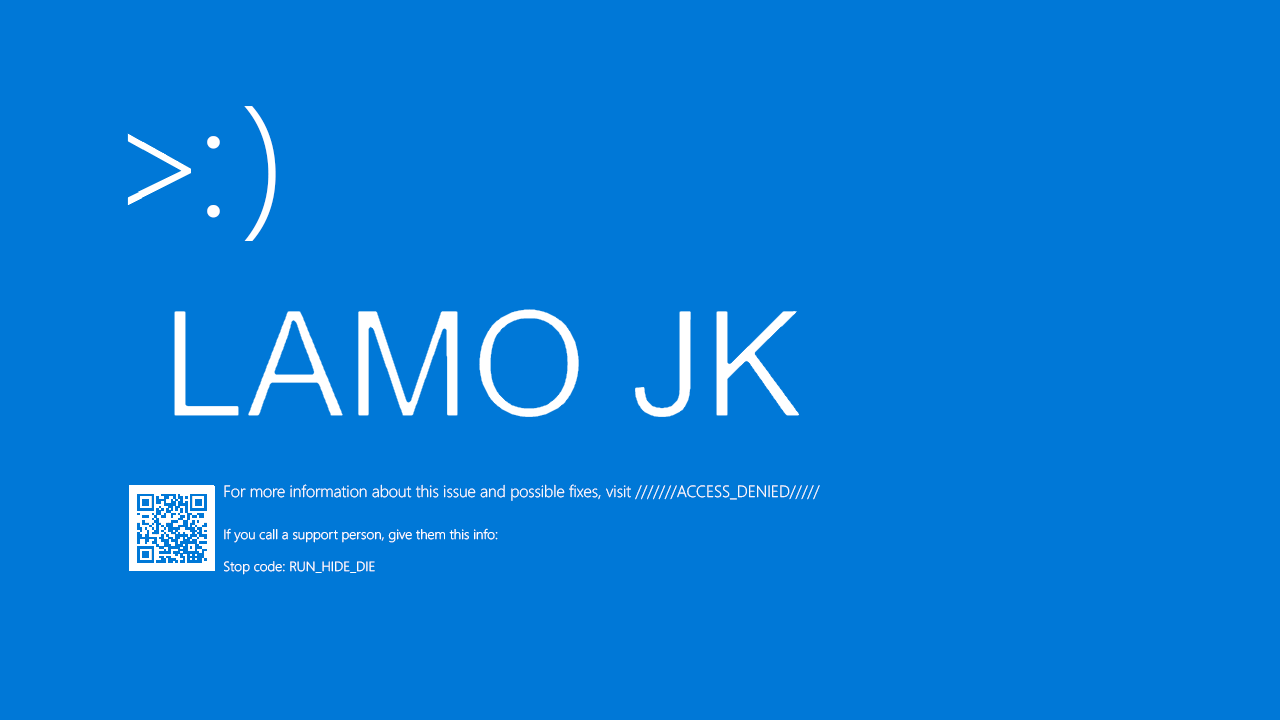 >:)
LAMO JK
For more information about this issue and possible fixes, visit ///////ACCESS_DENIED/////
If you call a support person, give them this info:
Stop code: RUN_HIDE_DIE